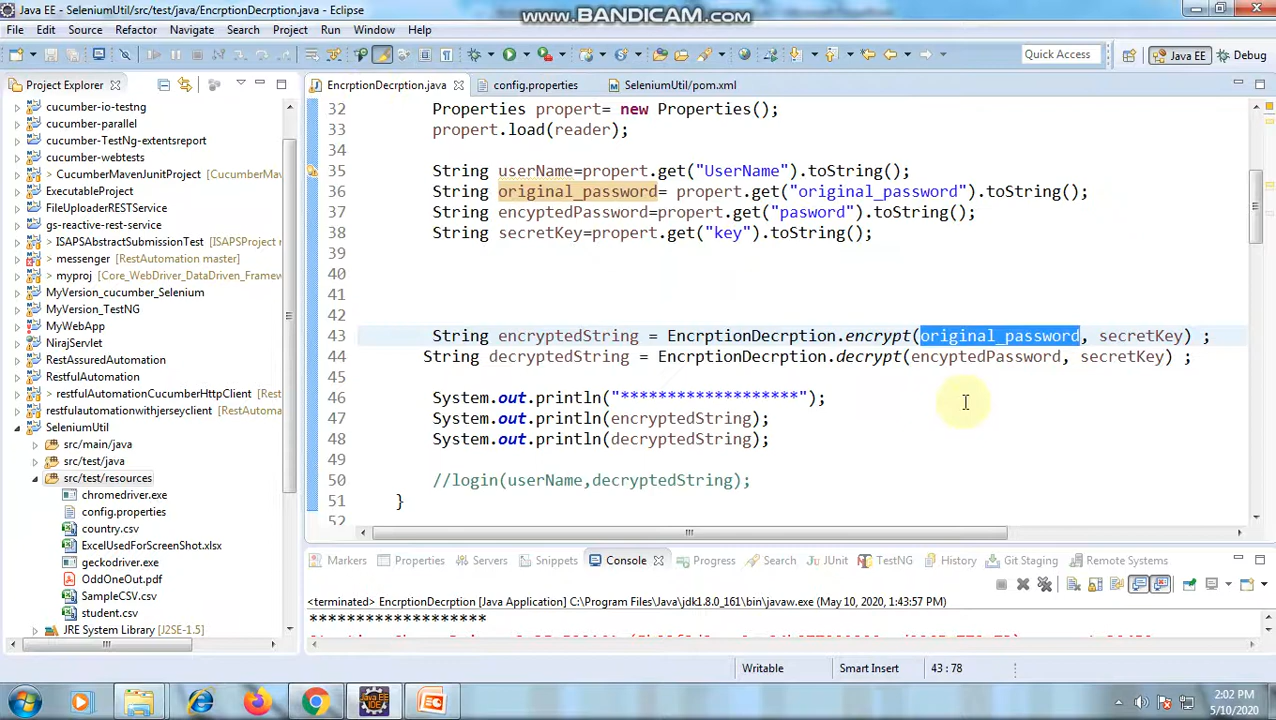 Java EE - SeleniumUtil/src/test/java/EncrptionDecrption.java - Eclipse
www.BANDICAM.com
File Edit Source Refactor Navigate Search Project Run Window Help
Quick Access
Java EE
Debug
Project Explorer
cucumber-io-testng
cucumber-parallel
cucumber-TestNg-extentsreport
cucumber-webtests
> CucumberMavenJunitProject [CucumberMa
ExecutableProject
FileUploaderRESTService
gs-reactive-rest-service
> ISAPSAbstractSubmissionTest [ISAPSProject
> messenger [RestAutomation master]
> myproj [Core_WebDriver_DataDriven_Framew
MyVersion_cucumber_Selenium
MyVersion_TestNG
MyWebApp
NirajServlet
RestAssuredAutomation
RestfulAutomation
> restfulAutomationCucumberHttpClient [Rest
restfulautomationwithjerseyclient [RestAutoma
SeleniumUtil
src/main/java
src/test/java
src/test/resources
chromedriver.exe
config.properties
country.csv
ExcelUsedForScreenShot.xlsx
geckodriver.exe
OddOneOut.pdf
SampleCSV.csv
student.csv
JRE System Library [J2SE-1.5]
EncrptionDecrption.java
config.properties
SeleniumUtil/pom.xml
32 Properties propert= new Properties();
33 propert.load(reader);
34
35 String userName=propert.get("UserName").toString();
36 String original_password= propert.get("original_password").toString();
37 String encyptedPassword=propert.get("pasword").toString();
38 String secretKey=propert.get("key").toString();
39
40
41
42
43 String encryptedString = EncrptionDecrption.encrypt(original_password, secretKey) ;
44 String decryptedString = EncrptionDecrption.decrypt(encyptedPassword, secretKey) ;
45
46 System.out.println("*******************");
47 System.out.println(encryptedString);
48 System.out.println(decryptedString);
49
50 //login(userName,decryptedString);
51 }
52
Markers Properties Servers Snippets Console Progress Search JUnit TestNG History Git Staging Remote Systems
<terminated> EncrptionDecrption [Java Application] C:\Program Files\Java\jdk1.8.0_161\bin\javaw.exe (May 10, 2020, 1:43:57 PM)
*******************
Writable
Smart Insert
43 : 78
2:02 PM
5/10/2020